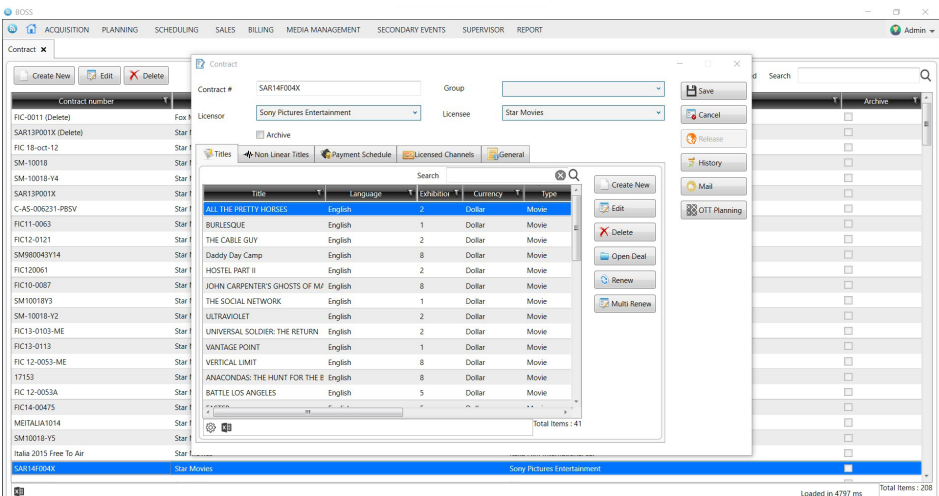 BOSS
ACQUISITION PLANNING SCHEDULING SALES BILLING MEDIA MANAGEMENT SECONDARY EVENTS SUPERVISOR REPORT Admin
Contract
Create New Edit Delete
Search
Contract number Archive
FIC-0011 (Delete)
SAR13P001X (Delete)
FIC 18-oct-12
SM-10018
SM-10018-Y4
SAR13P001X
C-AS-006231-PBSV
FIC11-0063
FIC12-0121
SM980043Y14
FIC120061
FIC10-0087
SM10018Y3
SM-10018-Y2
FIC13-0103-ME
FIC13-0113
FIC 12-0053-ME
17153
FIC 12-0053A
FIC14-00475
MEITALIA1014
SM10018-Y5
Italia 2015 Free To Air
SAR14F004X Star Movies Sony Pictures Entertainment
Loaded in 4797 ms
Total Items : 208
Contract
Contract # SAR14F004X Group
Licensor Sony Pictures Entertainment Licensee Star Movies
Archive
Titles Non Linear Titles Payment Schedule Licensed Channels General
Search
Title Language Exhibition Currency Type
ALL THE PRETTY HORSES English 2 Dollar Movie
BURLESQUE English 1 Dollar Movie
THE CABLE GUY English 2 Dollar Movie
Daddy Day Camp English 8 Dollar Movie
HOSTEL PART II English 2 Dollar Movie
JOHN CARPENTER'S GHOSTS OF MA English 8 Dollar Movie
THE SOCIAL NETWORK English 1 Dollar Movie
ULTRAVIOLET English 2 Dollar Movie
UNIVERSAL SOLDIER: THE RETURN English 2 Dollar Movie
VANTAGE POINT English 1 Dollar Movie
VERTICAL LIMIT English 8 Dollar Movie
ANACONDAS: THE HUNT FOR THE B English 8 Dollar Movie
BATTLE LOS ANGELES English 5 Dollar Movie
Total Items : 41
Create New
Edit
Delete
Open Deal
Renew
Multi Renew
Save
Cancel
Release
History
Mail
OTT Planning